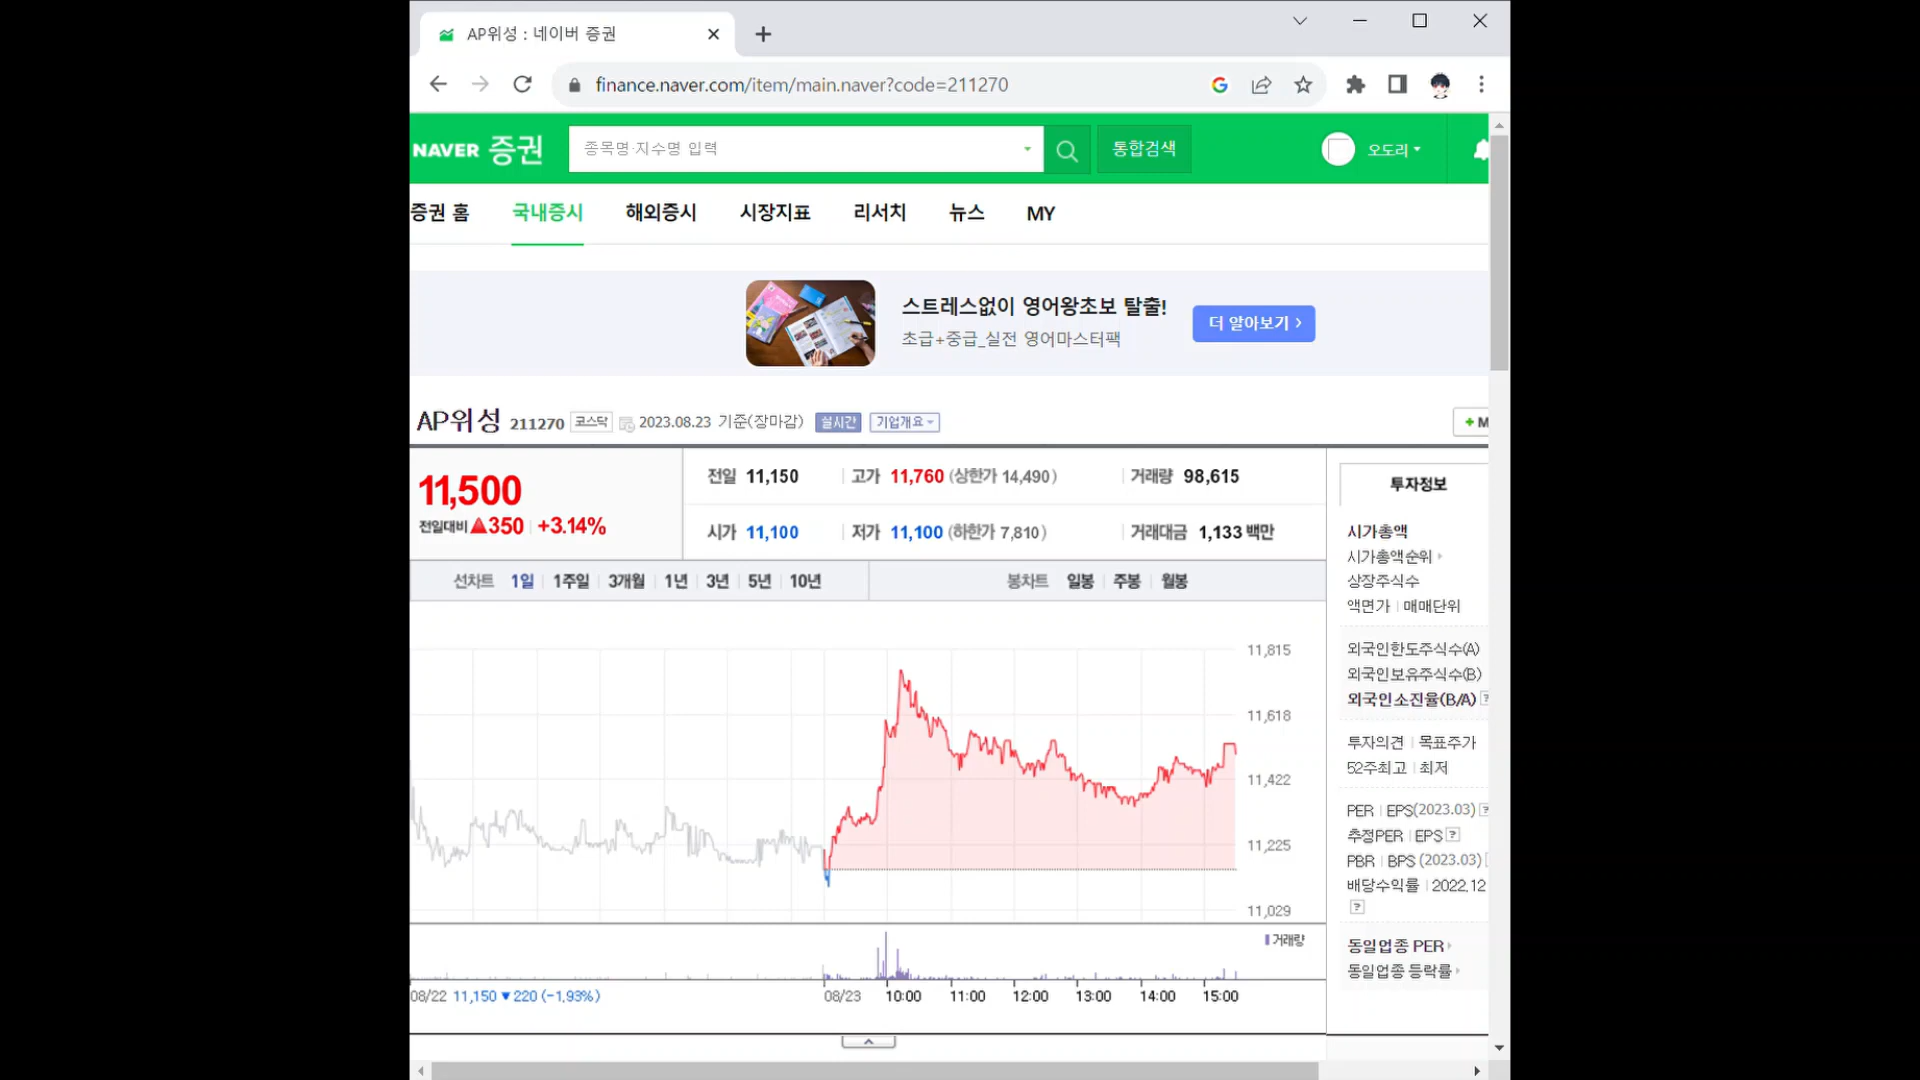 AP위성 : 네이버 증권
finance.naver.com/item/main.naver?code=211270
NAVER 증권
종목명·지수명 입력
통합검색
오도리
증권 홈 국내증시 해외증시 시장지표 리서치 뉴스 MY
스트레스없이 영어왕초보 탈출!
초급+중급_실전 영어마스터팩
더 알아보기 ›
AP위성 211270 코스닥 2023.08.23 기준(장마감) 실시간 기업개요
+ M
11,500
전일대비 ▲350 +3.14%
전일 11,150 고가 11,760 (상한가 14,490) 거래량 98,615
시가 11,100 저가 11,100 (하한가 7,810) 거래대금 1,133 백만
선차트 1일 1주일 3개월 1년 3년 5년 10년
봉차트 일봉 주봉 월봉
11,815
11,618
11,422
11,225
11,029
거래량
08/22 11,150 ▼ 220 (-1.93%)
08/23 10:00 11:00 12:00 13:00 14:00 15:00
투자정보
시가총액
시가총액순위
상장주식수
액면가 | 매매단위
외국인한도주식수(A)
외국인보유주식수(B)
외국인소진율(B/A) ?
투자의견 | 목표주가
52주최고 | 최저
PER | EPS(2023.03) ?
추정PER | EPS ?
PBR | BPS (2023.03)
배당수익률 | 2022.12
?
동일업종 PER
동일업종 등락률